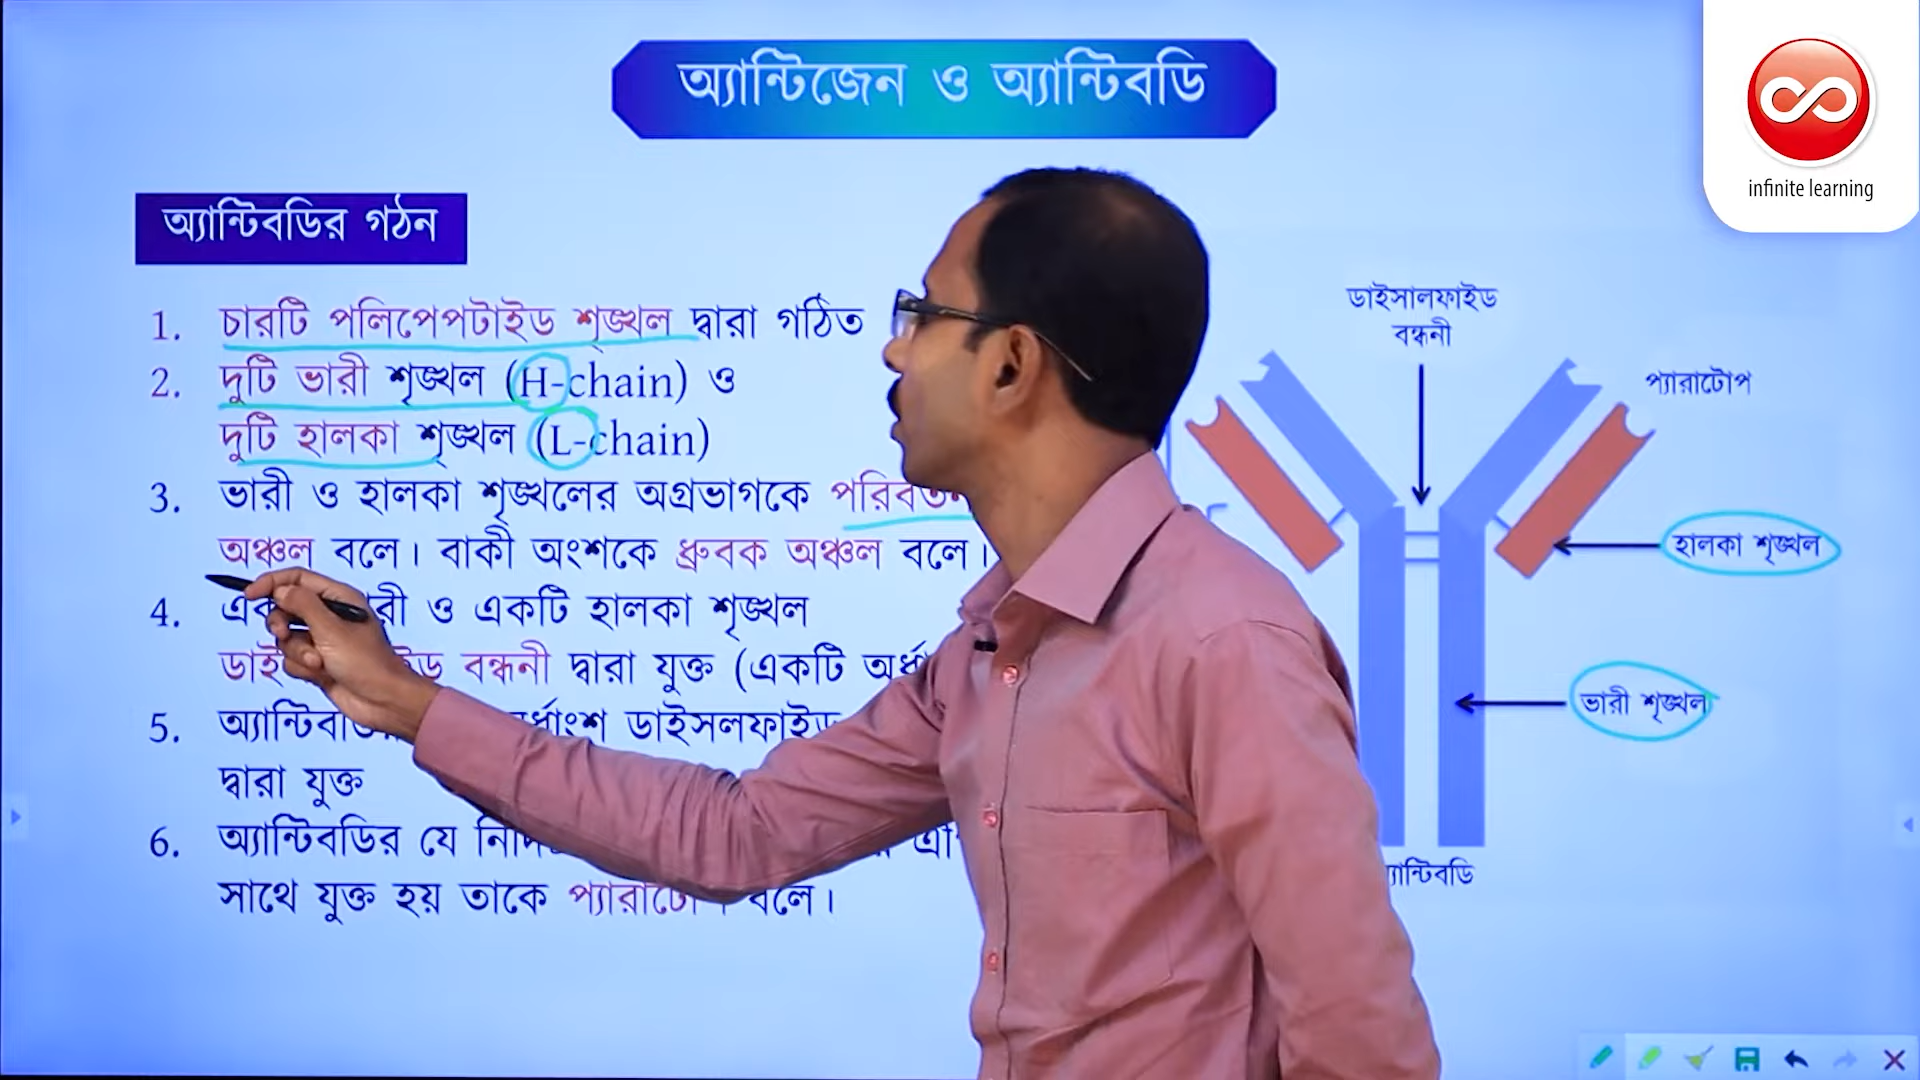 অ্যান্টিজেন ও অ্যান্টিবডি
infinite learning
অ্যান্টিবডির গঠন
1. চারটি পলিপেপটাইড শৃঙ্খল দ্বারা গঠিত
2. দুটি ভারী শৃঙ্খল (H-chain) ও
দুটি হালকা শৃঙ্খল (L-chain)
3. ভারী ও হালকা শৃঙ্খলের অগ্রভাগকে
অঞ্চল বলে। বাকী অংশকে ধ্রুবক অঞ্চল বলে।
4. ও একটি হালকা শৃঙ্খল
বন্ধনী দ্বারা যুক্ত (একটি
5. ডাইসলফাইড
দ্বারা যুক্ত
6. অ্যান্টিবডির যে
সাথে যুক্ত হয় তাকে বলে।
ডাইসালফাইড
বন্ধনী
প্যারাটোপ
হালকা শৃঙ্খল
ভারী শৃঙ্খল